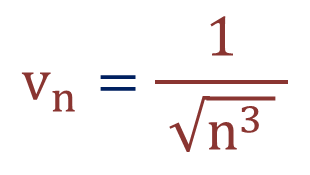 vₙ = 1/√n³